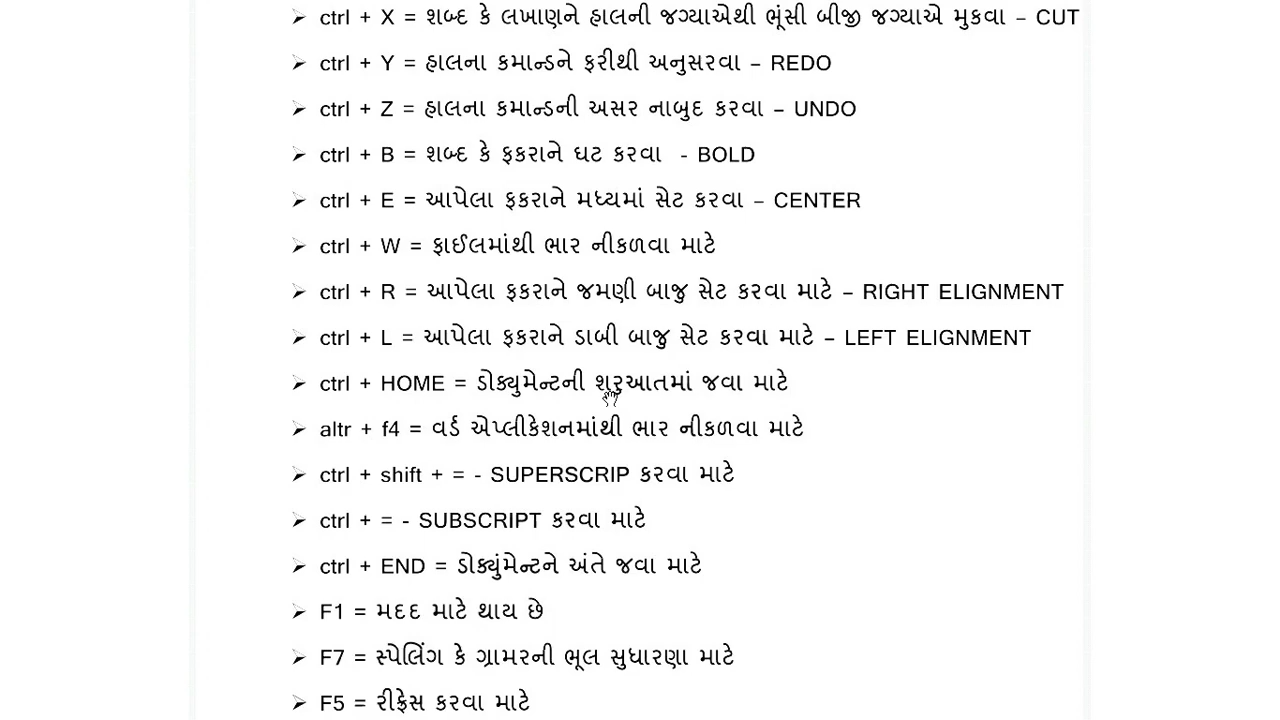 ➢ ctrl + X = શબ્દ કે લખાણને હાલની જગ્યાએથી ભૂંસી બીજી જગ્યાએ મુકવા – CUT
➢ ctrl + Y = હાલના કમાન્ડને ફરીથી અનુસરવા – REDO
➢ ctrl + Z = હાલના કમાન્ડની અસર નાબુદ કરવા – UNDO
➢ ctrl + B = શબ્દ કે ફકરાને ઘટ કરવા - BOLD
➢ ctrl + E = આપેલા ફકરાને મધ્યમાં સેટ કરવા – CENTER
➢ ctrl + W = ફાઈલમાંથી ભાર નીકળવા માટે
➢ ctrl + R = આપેલા ફકરાને જમણી બાજુ સેટ કરવા માટે – RIGHT ELIGNMENT
➢ ctrl + L = આપેલા ફકરાને ડાબી બાજુ સેટ કરવા માટે – LEFT ELIGNMENT
➢ ctrl + HOME = ડોક્યુમેન્ટની શરુઆતમાં જવા માટે
➢ altr + f4 = વર્ડ એપ્લીકેશનમાંથી ભાર નીકળવા માટે
➢ ctrl + shift + = - SUPERSCRIP કરવા માટે
➢ ctrl + = - SUBSCRIPT કરવા માટે
➢ ctrl + END = ડોક્યુંમેન્ટને અંતે જવા માટે
➢ F1 = મદદ માટે થાય છે
➢ F7 = સ્પેલિંગ કે ગ્રામરની ભૂલ સુધારણા માટે
➢ F5 = રીફ્રેસ કરવા માટે